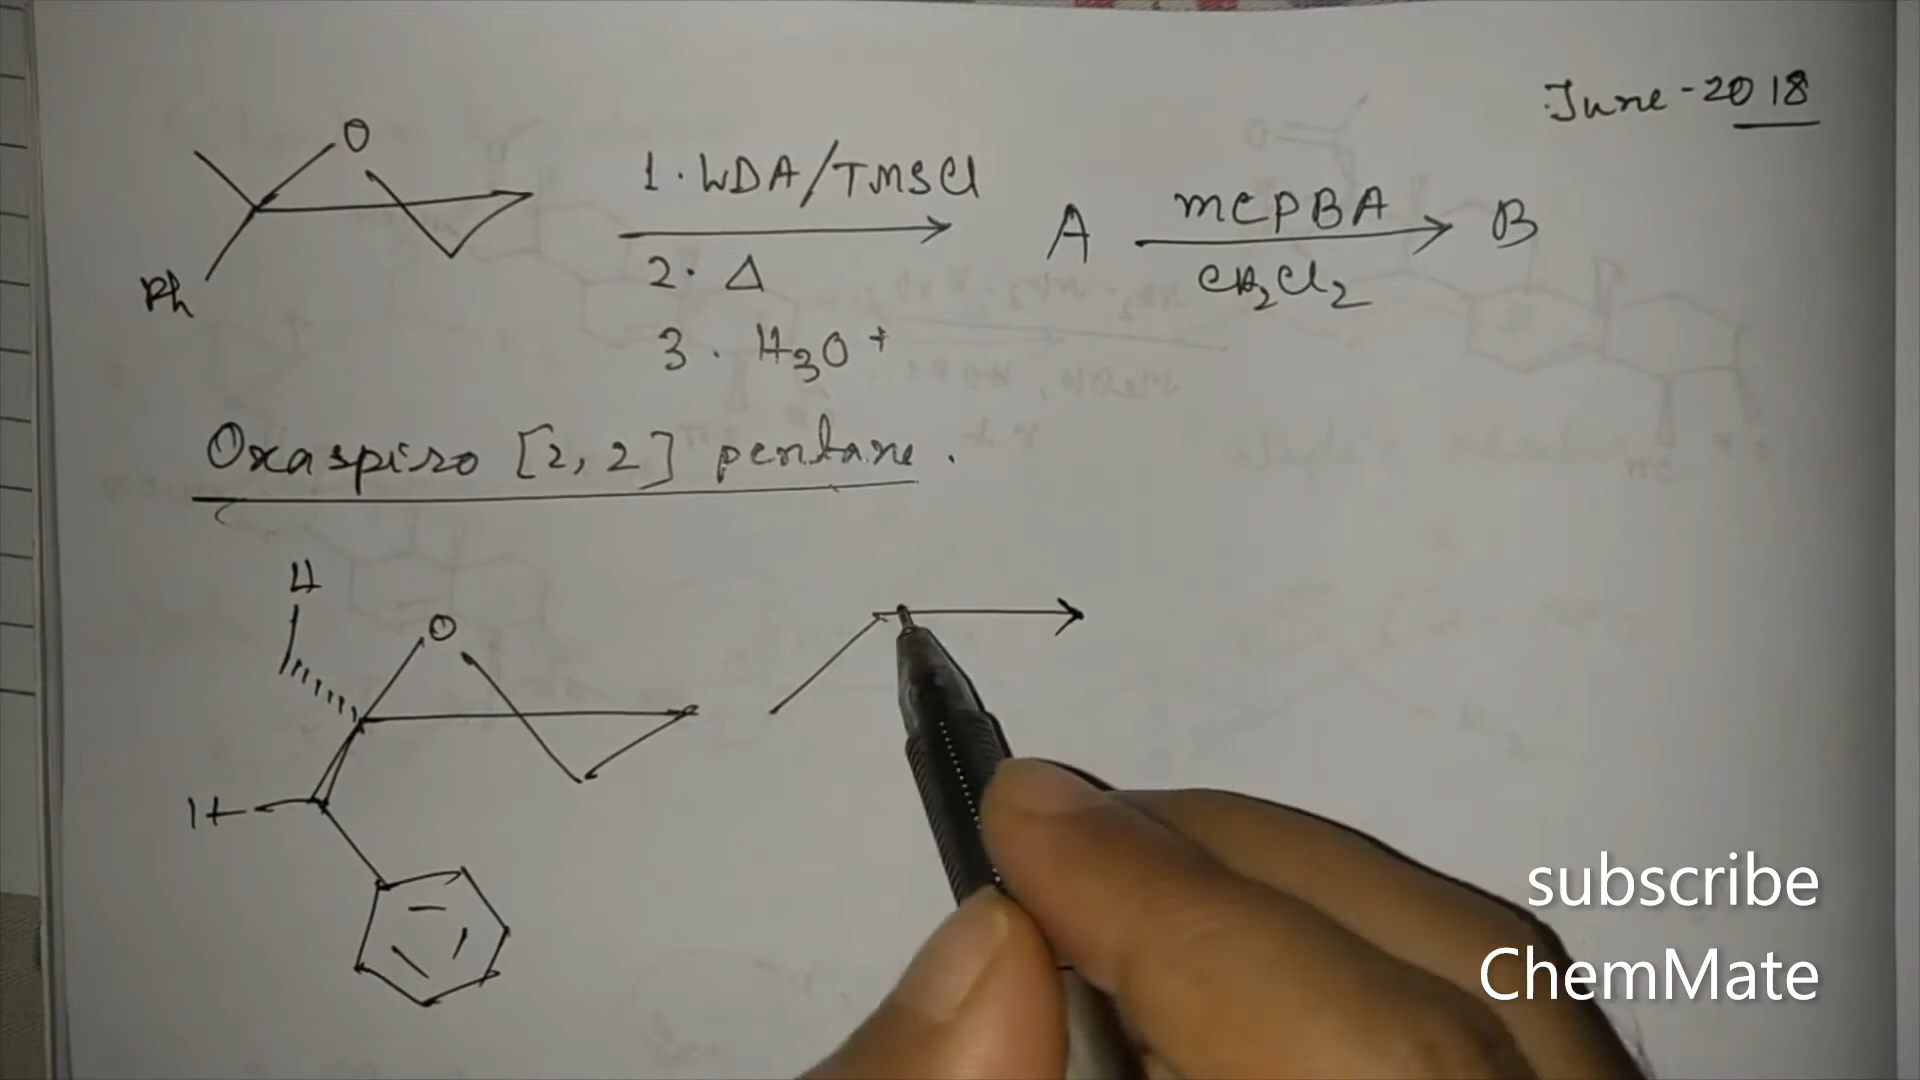 June-2018
O
1. LDA/TMSCl
A mCPBA B
Ph
2. Δ
CH2Cl2
3. H3O+
Oxaspiro [2,2] pentane.
H
O
H
subscribe
ChemMate